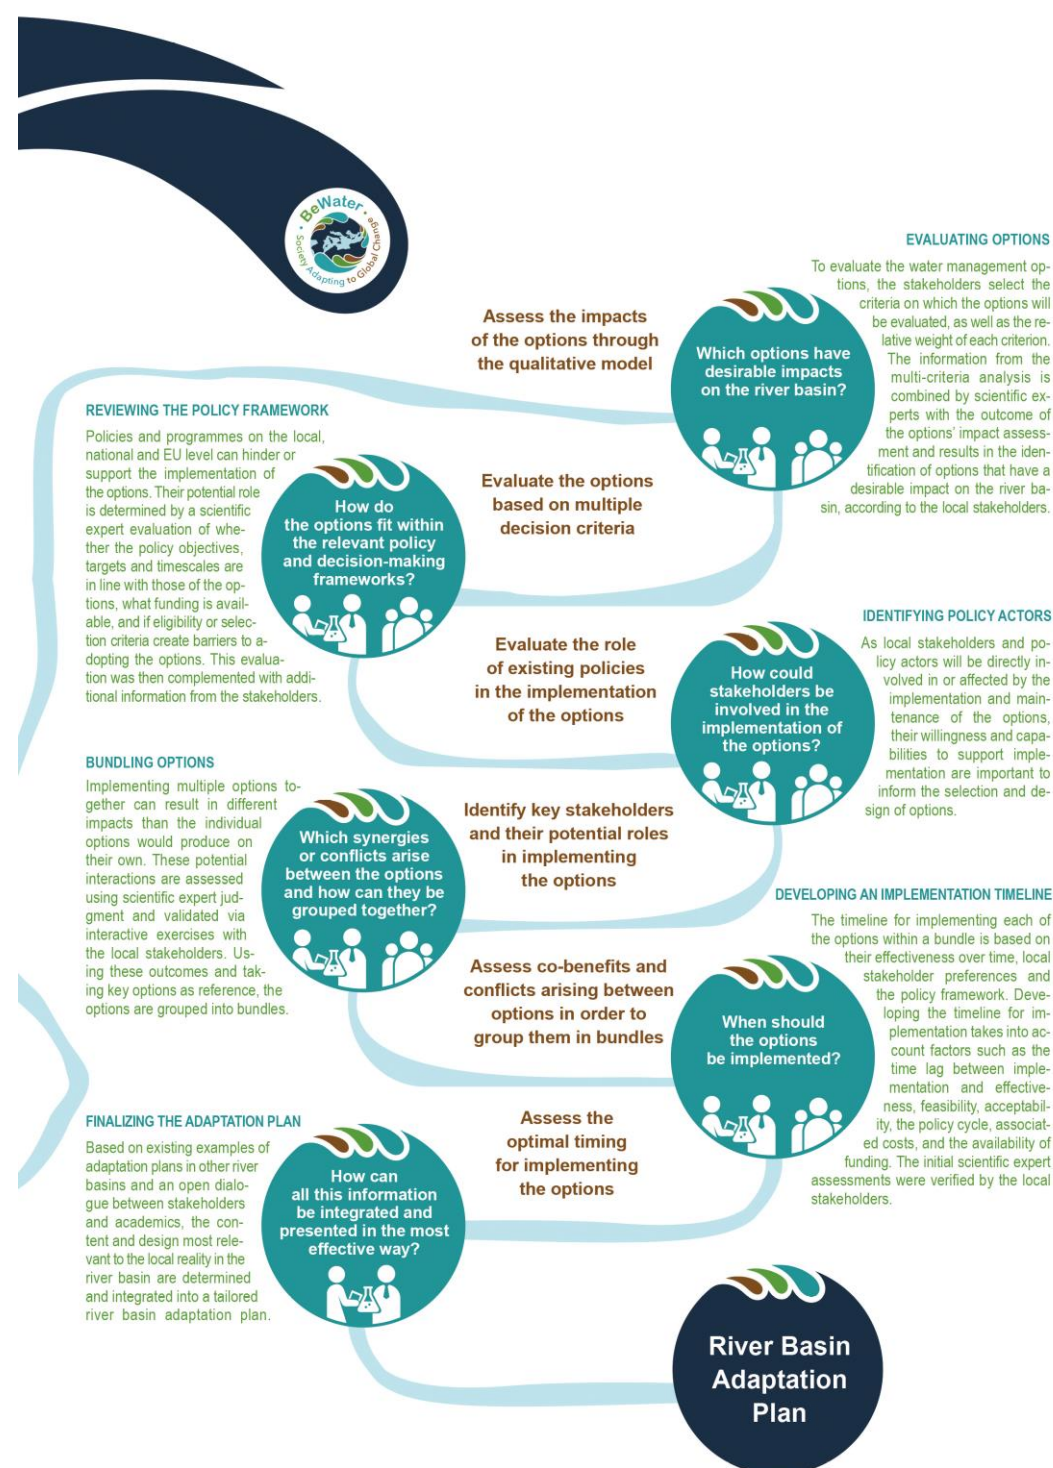 • BeWater •
Society Adapting to Global Change
EVALUATING OPTIONS
To evaluate the water management op-
tions, the stakeholders select the
criteria on which the options will
be evaluated, as well as the re-
lative weight of each criterion.
The information from the
multi-criteria analysis is
combined by scientific ex-
perts with the outcome of
the options' impact assess-
ment and results in the iden-
tification of options that have a
desirable impact on the river ba-
sin, according to the local stakeholders.
Assess the impacts
of the options through
the qualitative model
Which options have
desirable impacts
on the river basin?
REVIEWING THE POLICY FRAMEWORK
Policies and programmes on the local,
national and EU level can hinder or
support the implementation of
the options. Their potential role
is determined by a scientific
expert evaluation of whe-
ther the policy objectives,
targets and timescales are
in line with those of the op-
tions, what funding is avail-
able, and if eligibility or selec-
tion criteria create barriers to a-
dopting the options. This evalua-
tion was then complemented with addi-
tional information from the stakeholders.
How do
the options fit within
the relevant policy
and decision-making
frameworks?
Evaluate the options
based on multiple
decision criteria
IDENTIFYING POLICY ACTORS
As local stakeholders and po-
licy actors will be directly in-
volved in or affected by the
implementation and main-
tenance of the options,
their willingness and capa-
bilities to support imple-
mentation are important to
inform the selection and de-
sign of options.
Evaluate the role
of existing policies
in the implementation
of the options
How could
stakeholders be
involved in the
implementation of
the options?
BUNDLING OPTIONS
Implementing multiple options to-
gether can result in different
impacts than the individual
options would produce on
their own. These potential
interactions are assessed
using scientific expert jud-
gment and validated via
interactive exercises with
the local stakeholders. Us-
ing these outcomes and tak-
ing key options as reference, the
options are grouped into bundles.
Which synergies
or conflicts arise
between the options
and how can they be
grouped together?
Identify key stakeholders
and their potential roles
in implementing
the options
DEVELOPING AN IMPLEMENTATION TIMELINE
The timeline for implementing each of
the options within a bundle is based on
their effectiveness over time, local
stakeholder preferences and
the policy framework. Deve-
loping the timeline for im-
plementation takes into ac-
count factors such as the
time lag between imple-
mentation and effective-
ness, feasibility, acceptabil-
ity, the policy cycle, associat-
ed costs, and the availability of
funding. The initial scientific expert
assessments were verified by the local
stakeholders.
Assess co-benefits and
conflicts arising between
options in order to
group them in bundles
When should
the options
be implemented?
FINALIZING THE ADAPTATION PLAN
Based on existing examples of
adaptation plans in other river
basins and an open dialo-
gue between stakeholders
and academics, the con-
tent and design most rele-
vant to the local reality in the
river basin are determined
and integrated into a tailored
river basin adaptation plan.
How can
all this information
be integrated and
presented in the most
effective way?
Assess the
optimal timing
for implementing
the options
River Basin
Adaptation
Plan